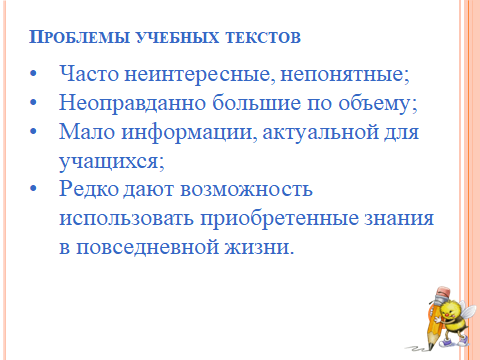 Проблемы учебных текстов
• Часто неинтересные, непонятные;
• Неоправданно большие по объему;
• Мало информации, актуальной для
учащихся;
• Редко дают возможность
использовать приобретенные знания
в повседневной жизни.